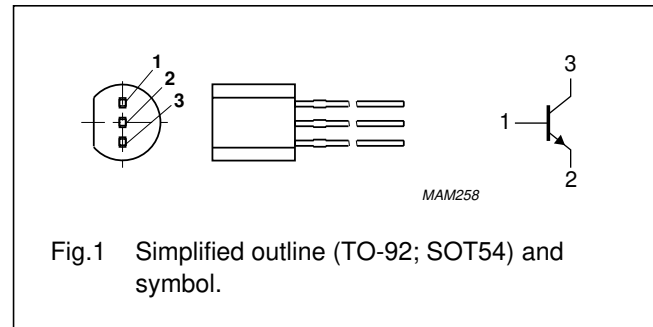 1
2
3
3
1
2
MAM258
Fig.1 Simplified outline (TO-92; SOT54) and
symbol.